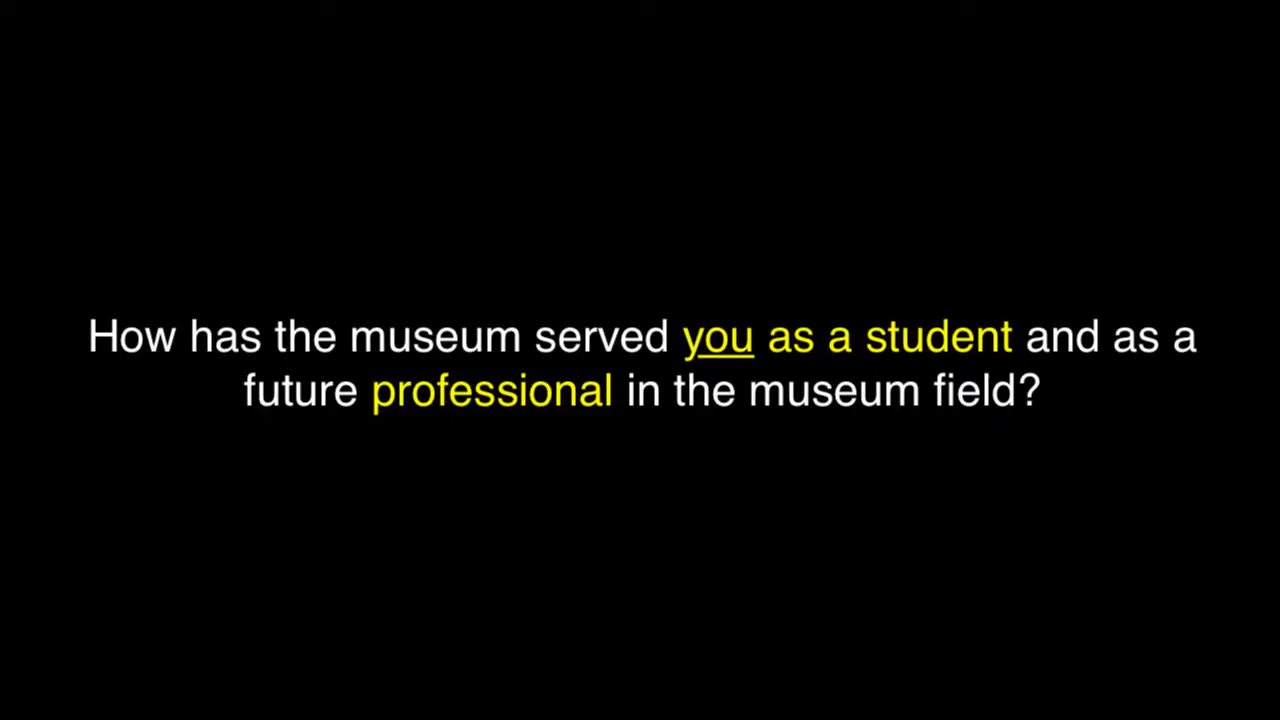 How has the museum served you as a student and as a
future professional in the museum field?